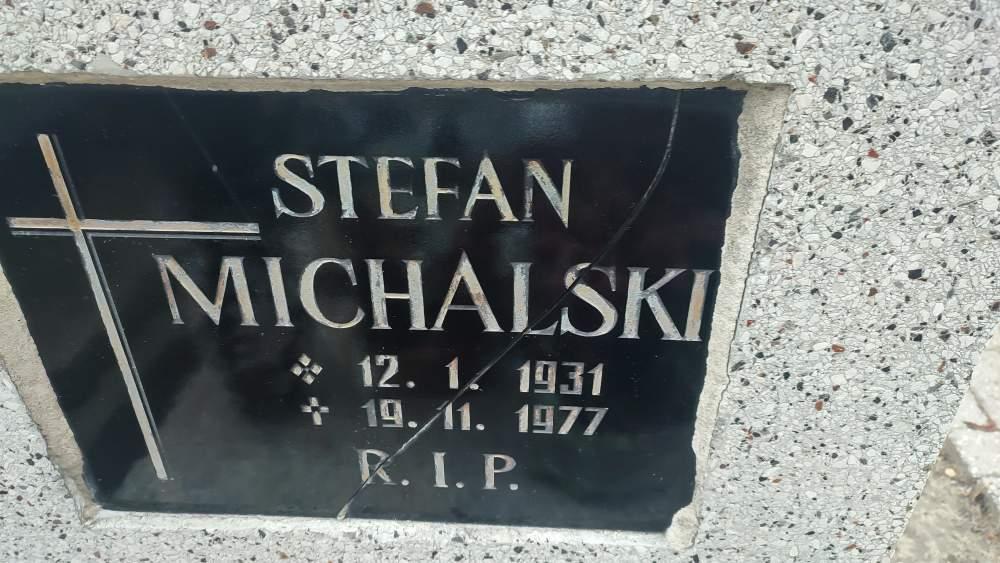 STEFAN
MICHALSKI
12. 1. 1931
19. 11. 1977
R. I. P.